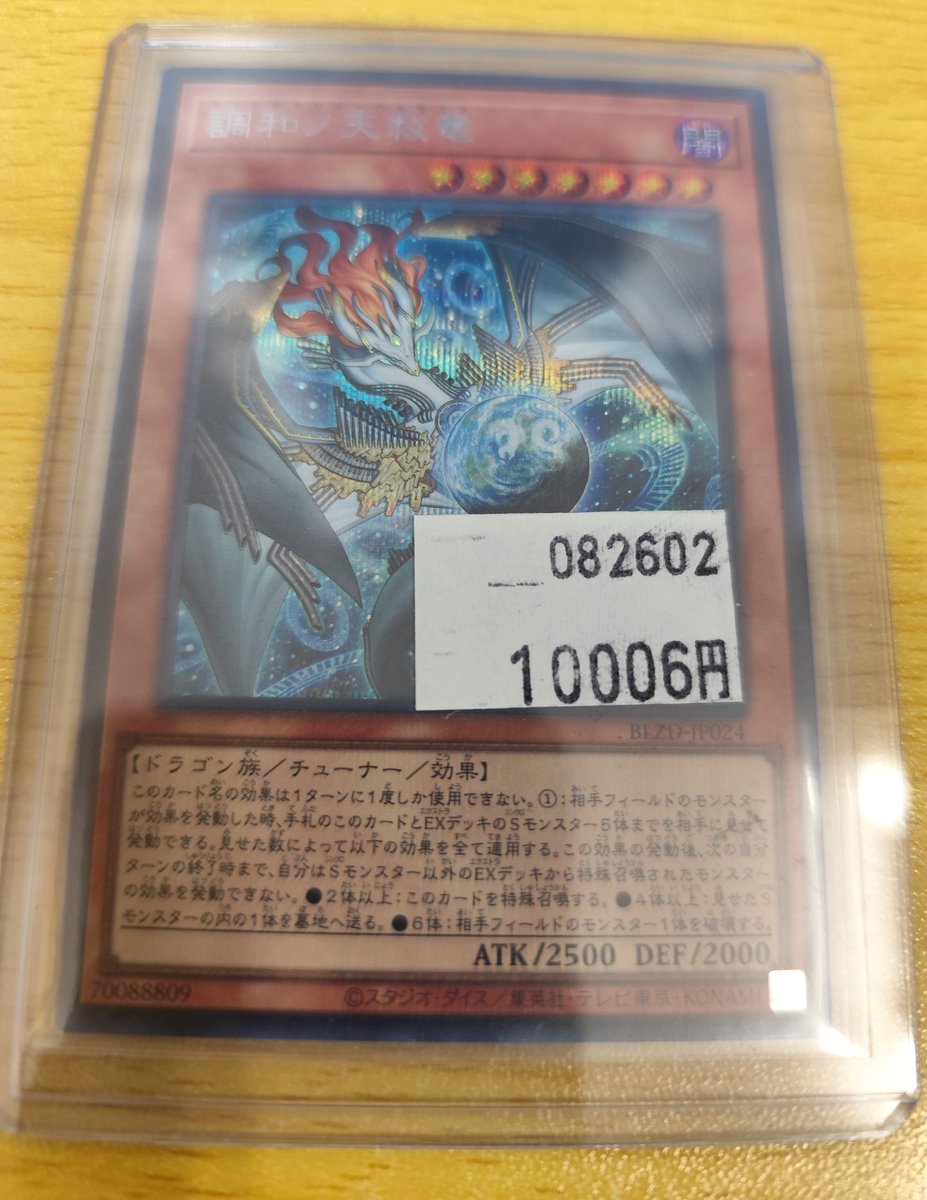 調和ノ天救竜
闇
082602
10006円
BLZD-JP024
【ドラゴン族／チューナー／効果】
このカード名の効果は1ターンに1度しか使用できない。①：相手フィールドのモンスター
が効果を発動した時、手札のこのカードとEXデッキのSモンスター5体までを相手に見せて
発動できる。見せた数によって以下の効果を全て適用する。この効果の発動後、次の自分
ターンの終了時まで、自分はSモンスター以外のEXデッキから特殊召喚されたモンスター
の効果を発動できない。●2体以上：このカードを特殊召喚する。●4体以上：見せたS
モンスターの内の1体を墓地へ送る。●6体：相手フィールドのモンスター1体を破壊する。
ATK/2500 DEF/2000
70088809
©スタジオ・ダイス／集英社・テレビ東京・KONAMI